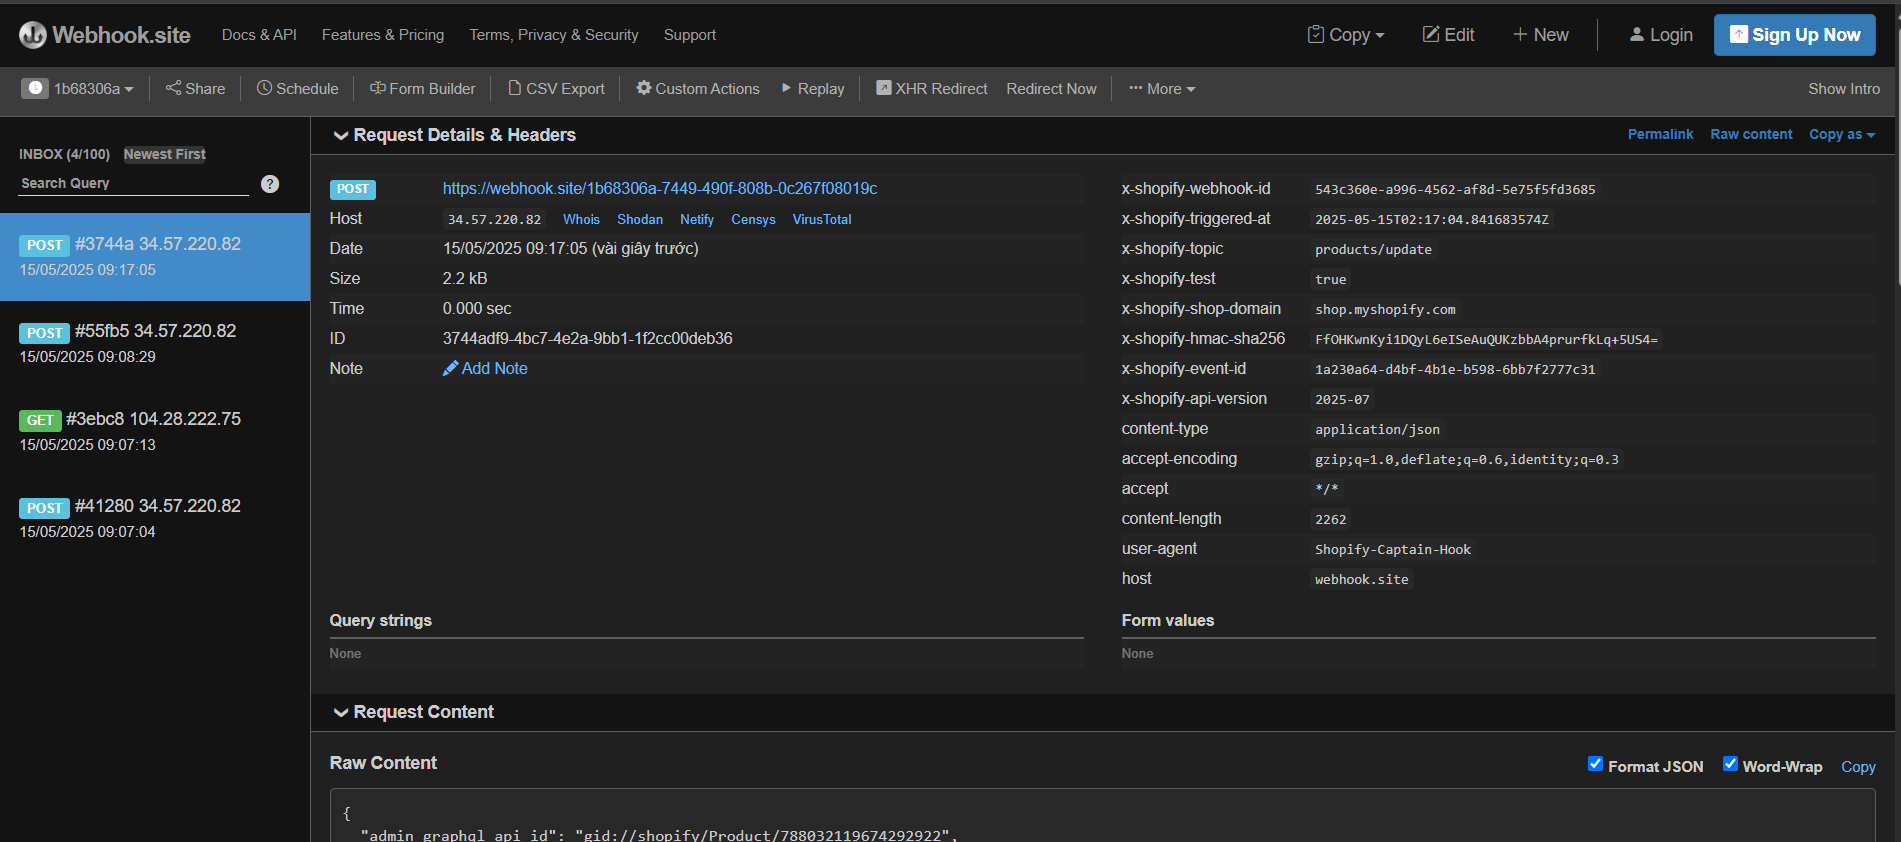 Webhook.site Docs & API Features & Pricing Terms, Privacy & Security Support Copy Edit New Login Sign Up Now
1b68306a Share Schedule Form Builder CSV Export Custom Actions Replay XHR Redirect Redirect Now More Show Intro
INBOX (4/100) Newest First
Search Query ?
POST #3744a 34.57.220.82
15/05/2025 09:17:05
POST #55fb5 34.57.220.82
15/05/2025 09:08:29
GET #3ebc8 104.28.222.75
15/05/2025 09:07:13
POST #41280 34.57.220.82
15/05/2025 09:07:04
Request Details & Headers Permalink Raw content Copy as
POST https://webhook.site/1b68306a-7449-490f-808b-0c267f08019c
Host 34.57.220.82 Whois Shodan Netify Censys VirusTotal
Date 15/05/2025 09:17:05 (vài giây trước)
Size 2.2 kB
Time 0.000 sec
ID 3744adf9-4bc7-4e2a-9bb1-1f2cc00deb36
Note Add Note
x-shopify-webhook-id 543c360e-a996-4562-af8d-5e75f5fd3685
x-shopify-triggered-at 2025-05-15T02:17:04.841683574Z
x-shopify-topic products/update
x-shopify-test true
x-shopify-shop-domain shop.myshopify.com
x-shopify-hmac-sha256 FfOHKwnKyi1DQyL6eISeAuQUKzbbA4prurfkLq+5US4=
x-shopify-event-id 1a230a64-d4bf-4b1e-b598-6bb7f2777c31
x-shopify-api-version 2025-07
content-type application/json
accept-encoding gzip;q=1.0,deflate;q=0.6,identity;q=0.3
accept */*
content-length 2262
user-agent Shopify-Captain-Hook
host webhook.site
Query strings
None
Form values
None
Request Content
Raw Content Format JSON Word-Wrap Copy
{
"admin_graphql_api_id": "gid://shopify/Product/788032119674292922",